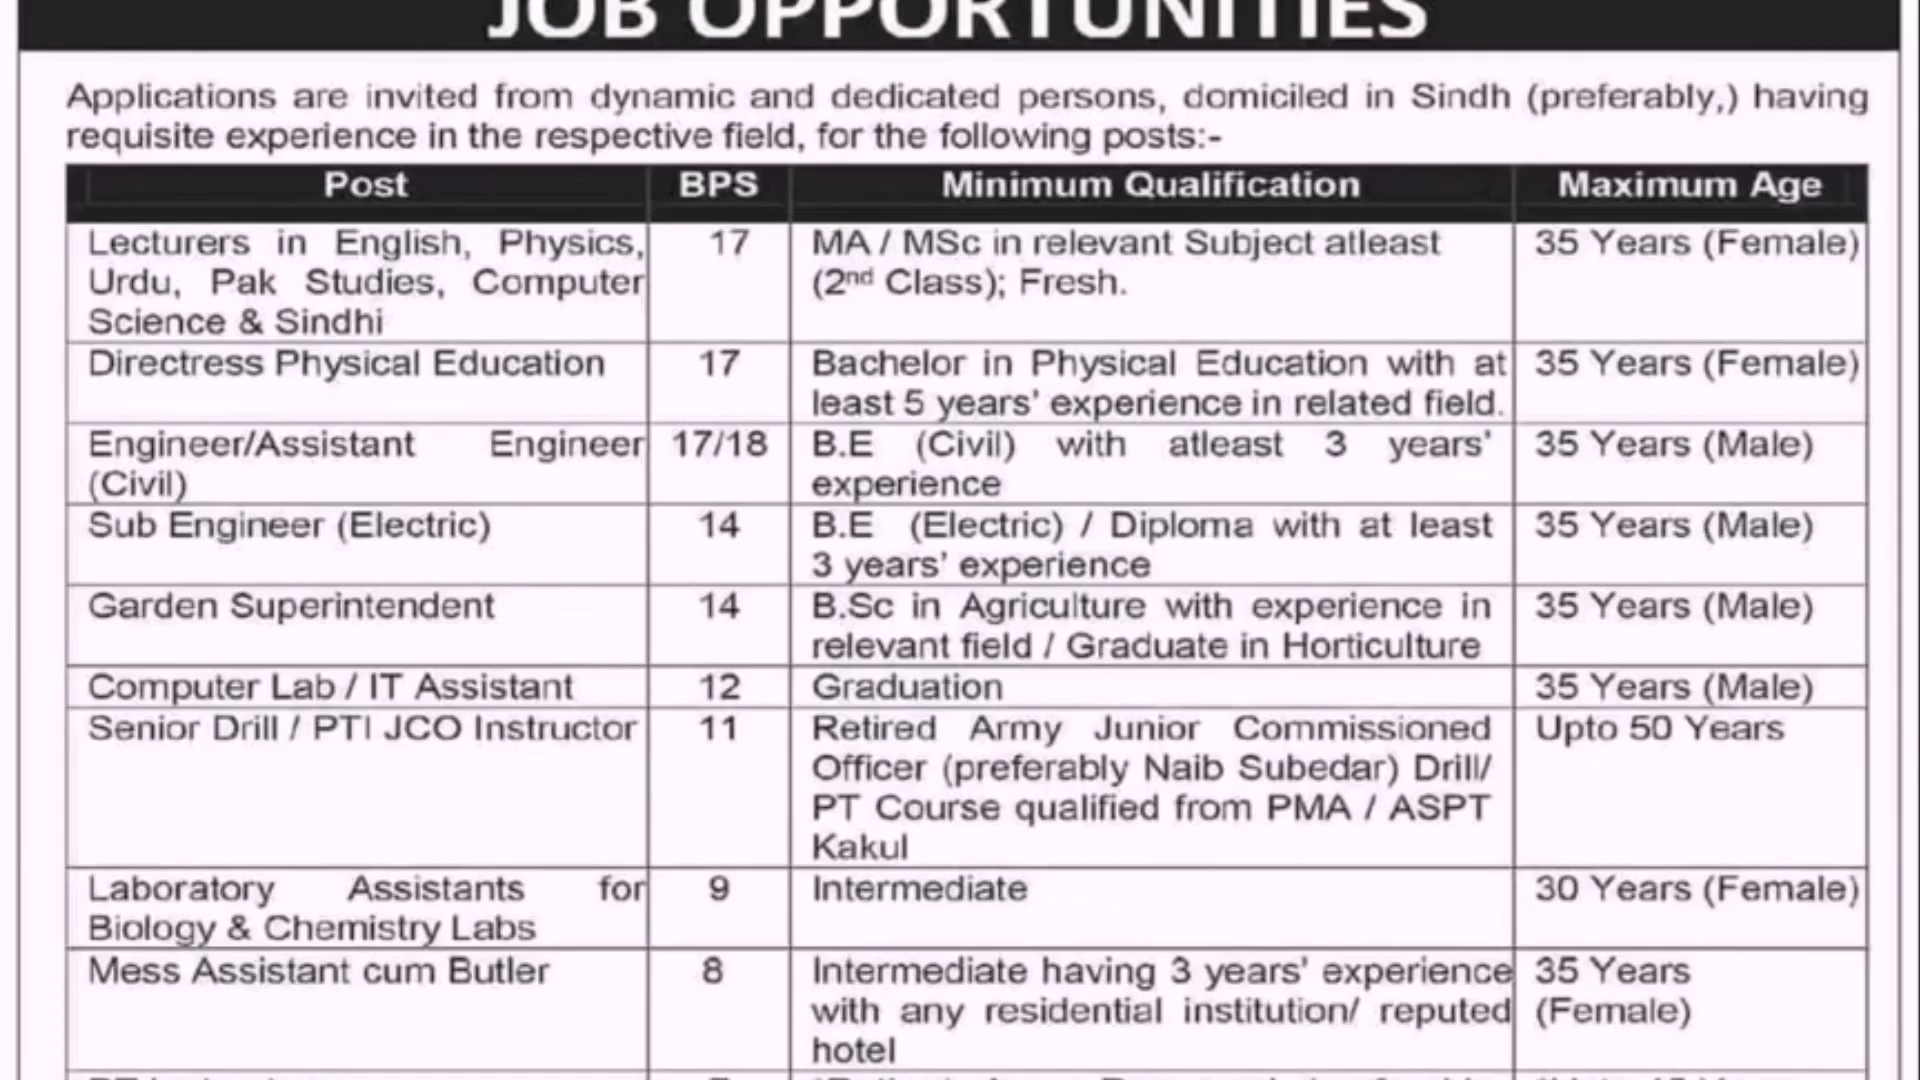 JOB OPPORTUNITIES
Applications are invited from dynamic and dedicated persons, domiciled in Sindh (preferably,) having
requisite experience in the respective field, for the following posts:-
Post BPS Minimum Qualification Maximum Age
Lecturers in English, Physics, 17 MA / MSc in relevant Subject atleast 35 Years (Female)
Urdu, Pak Studies, Computer (2nd Class); Fresh.
Science & Sindhi
Directress Physical Education 17 Bachelor in Physical Education with at 35 Years (Female)
least 5 years' experience in related field.
Engineer/Assistant Engineer 17/18 B.E (Civil) with atleast 3 years' 35 Years (Male)
(Civil) experience
Sub Engineer (Electric) 14 B.E (Electric) / Diploma with at least 35 Years (Male)
3 years' experience
Garden Superintendent 14 B.Sc in Agriculture with experience in 35 Years (Male)
relevant field / Graduate in Horticulture
Computer Lab / IT Assistant 12 Graduation 35 Years (Male)
Senior Drill / PTI JCO Instructor 11 Retired Army Junior Commissioned Upto 50 Years
Officer (preferably Naib Subedar) Drill/
PT Course qualified from PMA / ASPT
Kakul
Laboratory Assistants for 9 Intermediate 30 Years (Female)
Biology & Chemistry Labs
Mess Assistant cum Butler 8 Intermediate having 3 years' experience 35 Years
with any residential institution/ reputed (Female)
hotel